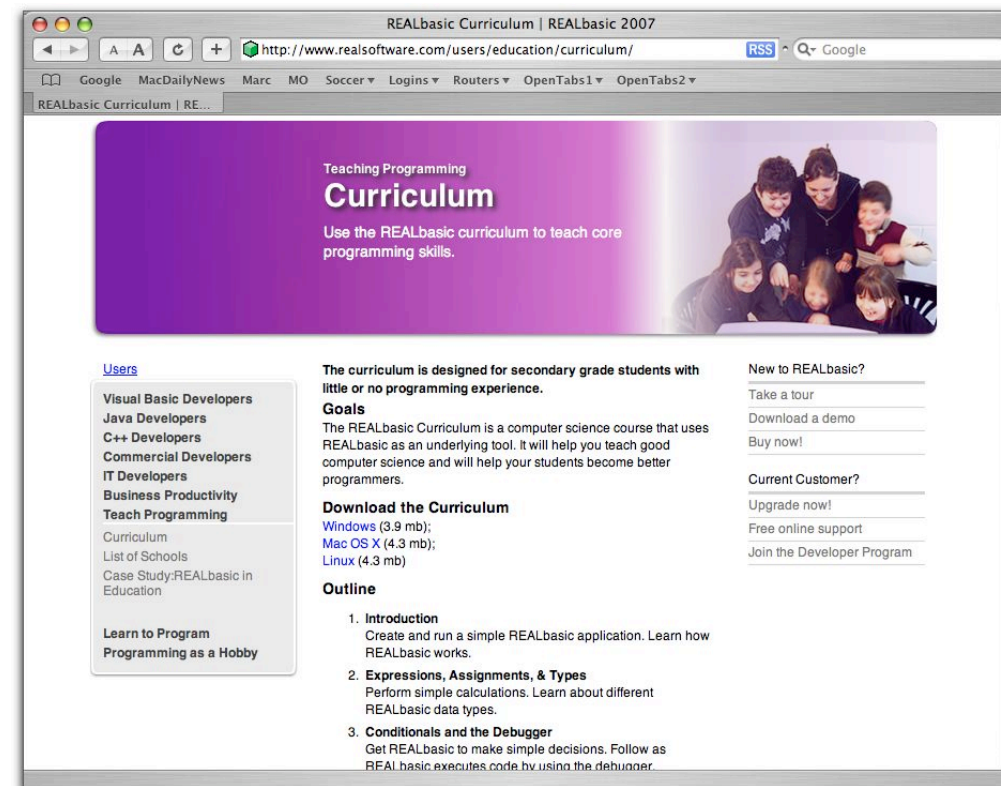 REALbasic Curriculum | REALbasic 2007
A A http://www.realsoftware.com/users/education/curriculum/ RSS Google
Google MacDailyNews Marc MO Soccer Logins Routers OpenTabs1 OpenTabs2
REALbasic Curriculum | RE...
Teaching Programming
Curriculum
Use the REALbasic curriculum to teach core
programming skills.
Users
Visual Basic Developers
Java Developers
C++ Developers
Commercial Developers
IT Developers
Business Productivity
Teach Programming
Curriculum
List of Schools
Case Study:REALbasic in
Education
Learn to Program
Programming as a Hobby
The curriculum is designed for secondary grade students with
little or no programming experience.
Goals
The REALbasic Curriculum is a computer science course that uses
REALbasic as an underlying tool. It will help you teach good
computer science and will help your students become better
programmers.
Download the Curriculum
Windows (3.9 mb);
Mac OS X (4.3 mb);
Linux (4.3 mb)
Outline
1. Introduction
Create and run a simple REALbasic application. Learn how
REALbasic works.
2. Expressions, Assignments, & Types
Perform simple calculations. Learn about different
REALbasic data types.
3. Conditionals and the Debugger
Get REALbasic to make simple decisions. Follow as
REALbasic executes code by using the debugger.
New to REALbasic?
Take a tour
Download a demo
Buy now!
Current Customer?
Upgrade now!
Free online support
Join the Developer Program